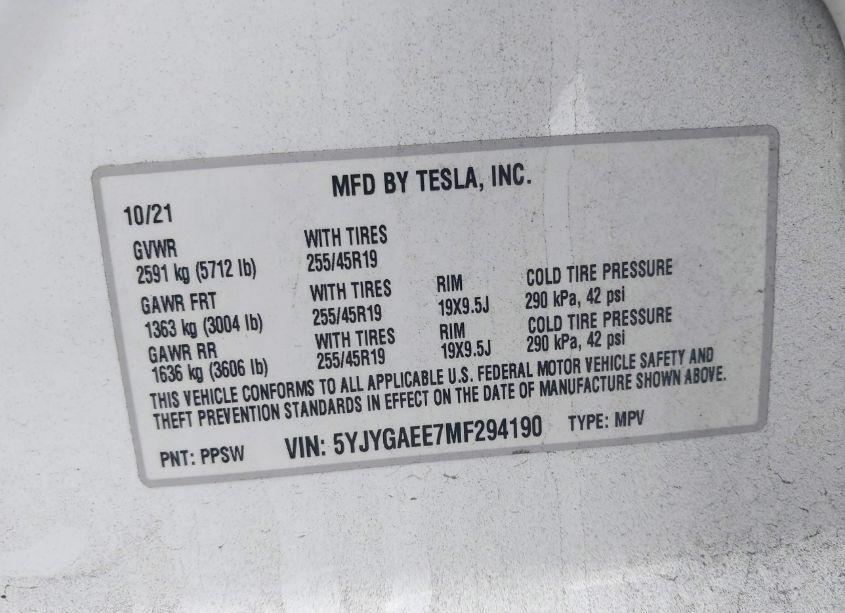 MFD BY TESLA, INC.
10/21
GVWR WITH TIRES
2591 kg (5712 lb) 255/45R19
GAWR FRT WITH TIRES RIM COLD TIRE PRESSURE
1363 kg (3004 lb) 255/45R19 19X9.5J 290 kPa, 42 psi
GAWR RR WITH TIRES RIM COLD TIRE PRESSURE
1636 kg (3606 lb) 255/45R19 19X9.5J 290 kPa, 42 psi
THIS VEHICLE CONFORMS TO ALL APPLICABLE U.S. FEDERAL MOTOR VEHICLE SAFETY AND
THEFT PREVENTION STANDARDS IN EFFECT ON THE DATE OF MANUFACTURE SHOWN ABOVE.
PNT: PPSW VIN: 5YJYGAEE7MF294190 TYPE: MPV